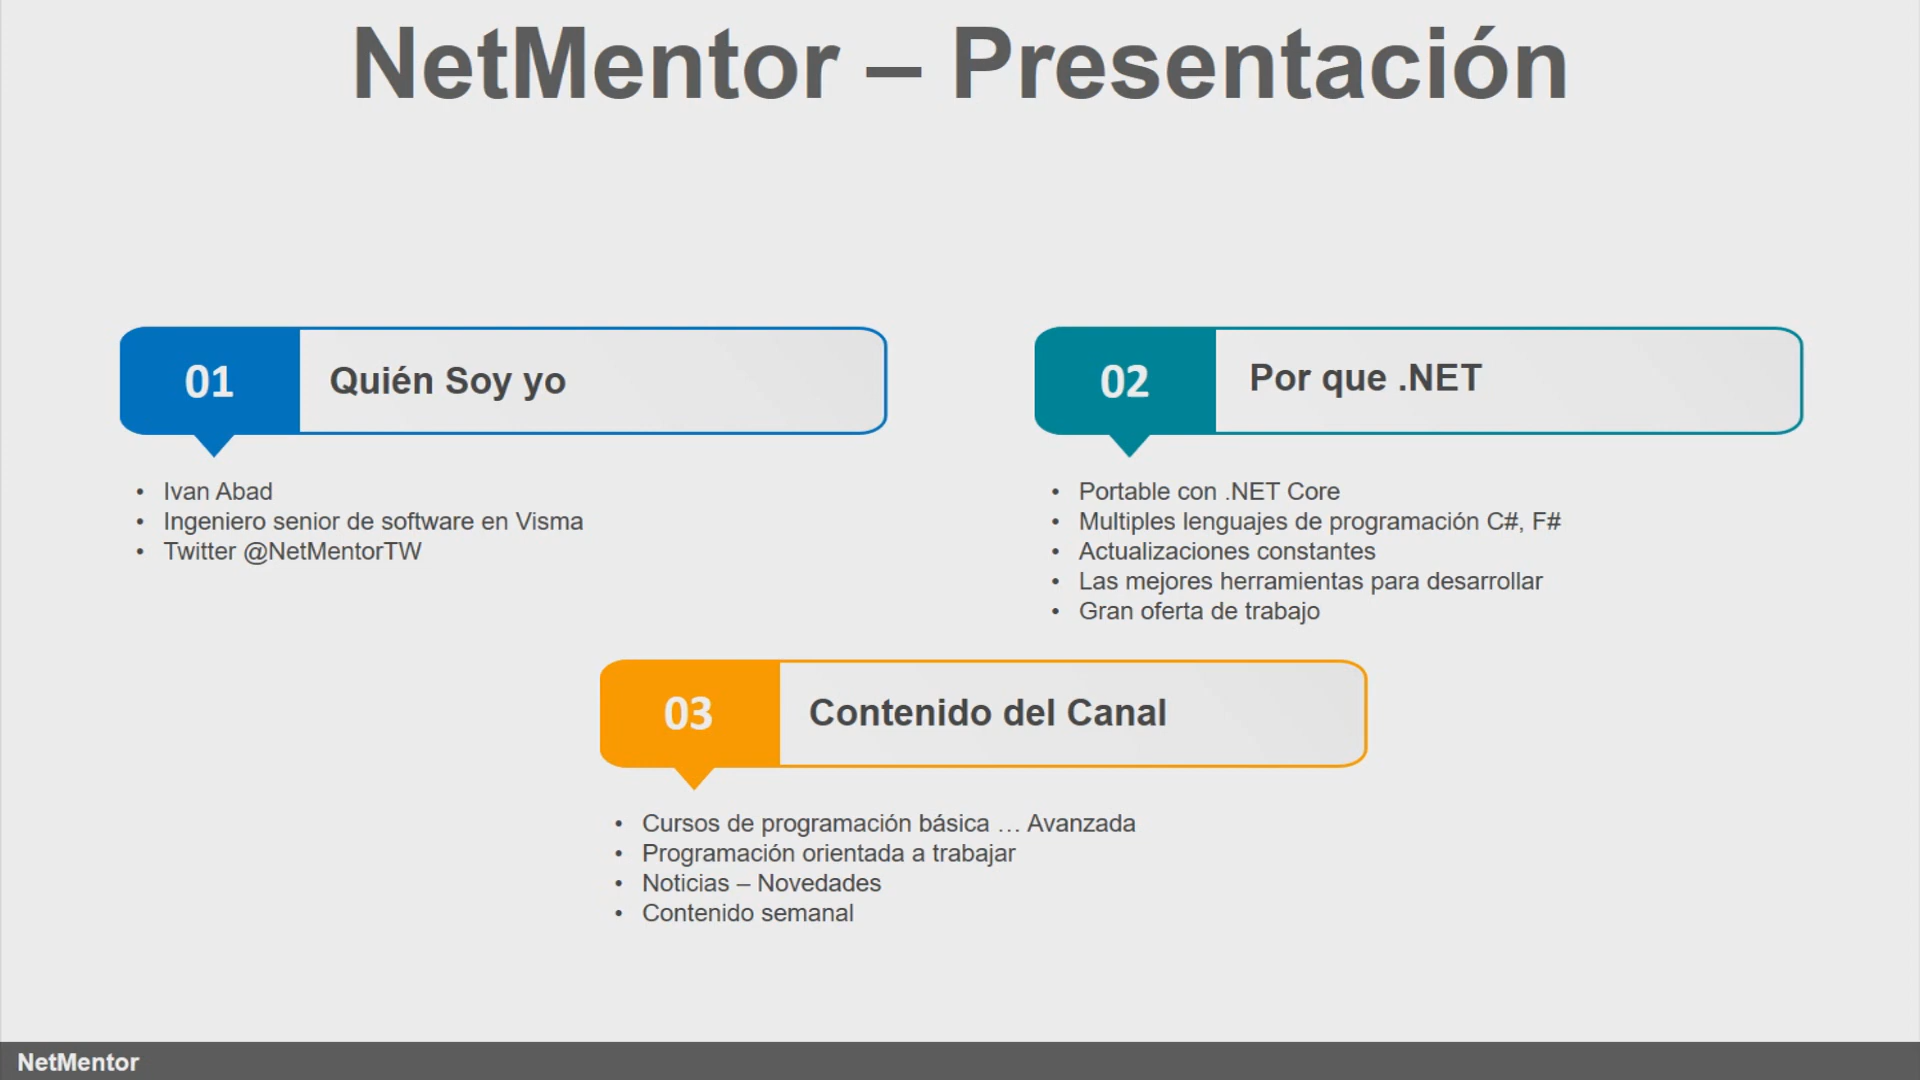 NetMentor – Presentación
01
Quién Soy yo
• Ivan Abad
• Ingeniero senior de software en Visma
• Twitter @NetMentorTW
02
Por que .NET
• Portable con .NET Core
• Multiples lenguajes de programación C#, F#
• Actualizaciones constantes
• Las mejores herramientas para desarrollar
• Gran oferta de trabajo
03
Contenido del Canal
• Cursos de programación básica … Avanzada
• Programación orientada a trabajar
• Noticias – Novedades
• Contenido semanal
NetMentor